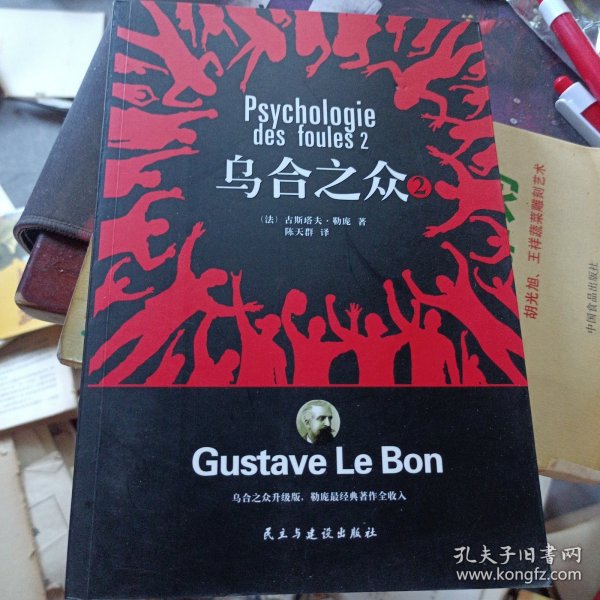 Psychologie
des foules 2
乌合之众2
（法）古斯塔夫·勒庞 著
陈天群 译
Gustave Le Bon
乌合之众升级版，勒庞最经典著作全收入
民主与建设出版社
胡光旭、王祥蔬菜雕刻艺术
中国食品出版社
孔夫子旧书网
www.kongfz.com